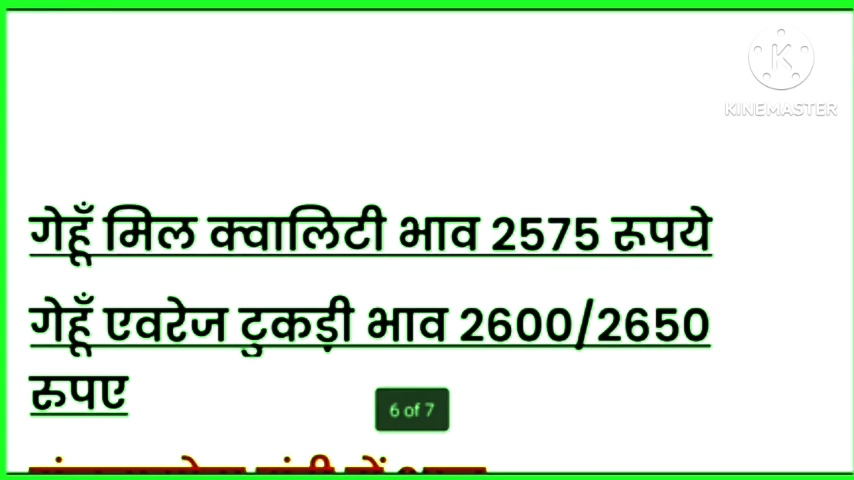 KINEMASTER
गेहूँ मिल क्वालिटी भाव 2575 रूपये
गेहूँ एवरेज टुकड़ी भाव 2600/2650
रुपए
6 of 7